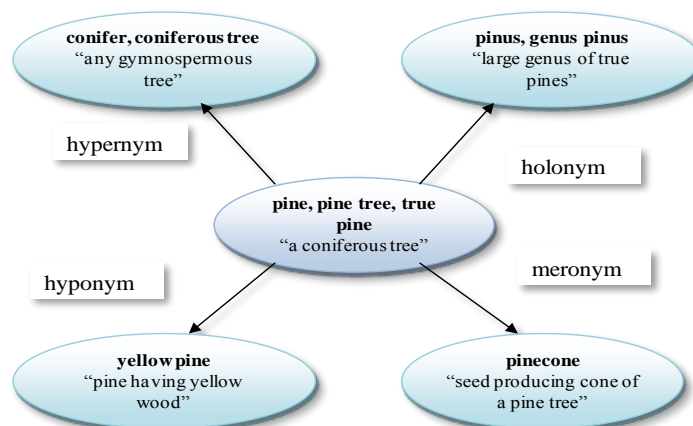 conifer, coniferous tree
“any gymnospermous
tree”
pinus, genus pinus
“large genus of true
pines”
hypernym
holonym
pine, pine tree, true
pine
“a coniferous tree”
hyponym
meronym
yellow pine
“pine having yellow
wood”
pinecone
“seed producing cone of
a pine tree”